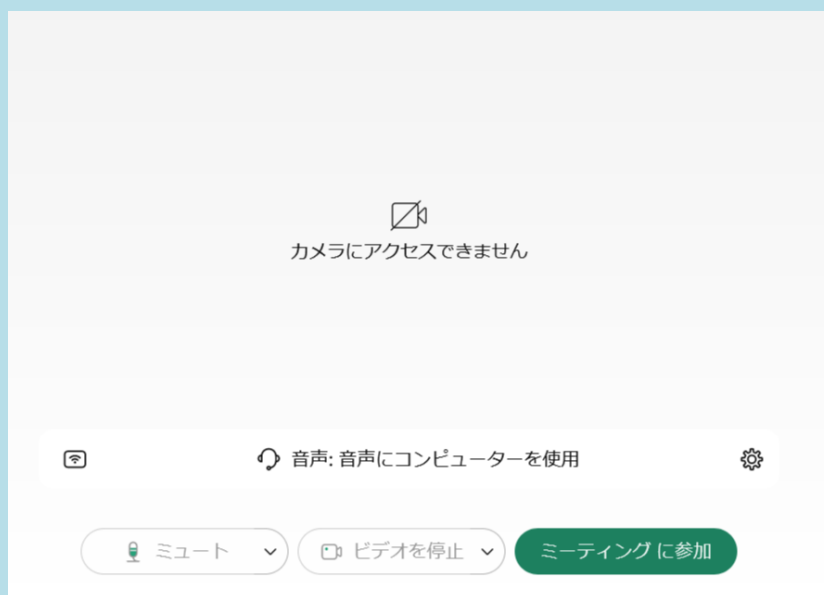 カメラにアクセスできません
音声: 音声にコンピューターを使用
ミュート
ビデオを停止
ミーティング に参加